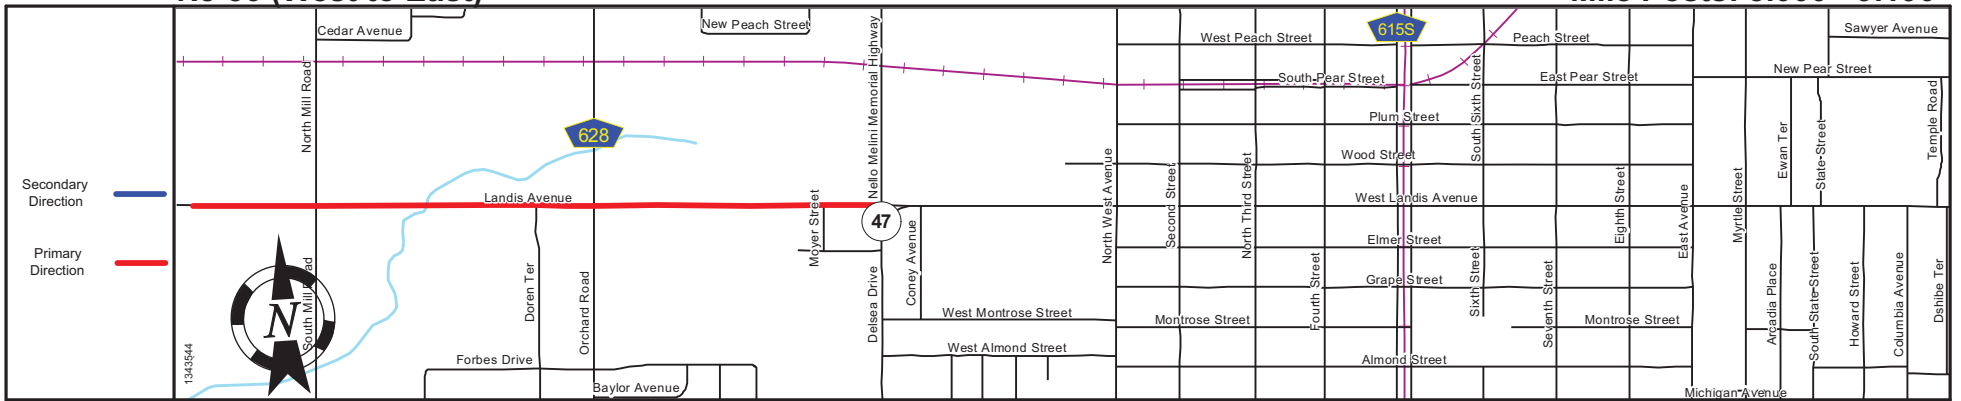 Cedar Avenue
New Peach Street
615S
West Peach Street
Peach Street
Sawyer Avenue
New Pear Street
South Pear Street
East Pear Street
North Mill Road
Nello Melini Memorial Highway
628
Plum Street
South Sixth Street
Ewan Ter
State-Street
Temple Road
Wood Street
North West Avenue
Second Street
North Third Street
Eighth Street
East Avenue
Myrtle Street
Secondary
Direction
Landis Avenue
Moyer Street
47
West Landis Avenue
Elmer Street
Primary
Direction
N
South Mill Road
Doren Ter
Orchard Road
Delsea Drive
Coney Avenue
Fourth Street
Grape Street
Sixth Street
Seventh Street
Arcadia Place
South-State-Street
Howard Street
Columbia Avenue
Dshibe Ter
West Montrose Street
Montrose Street
Montrose Street
1343544
Forbes Drive
West Almond Street
Almond Street
Baylor Avenue
Michigan Avenue